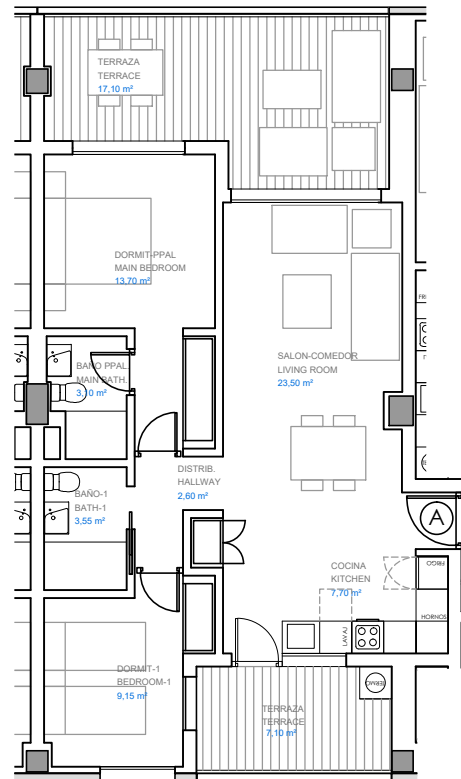 TERRAZA
TERRACE
17,10 m²
DORMIT-PPAL
MAIN BEDROOM
13,70 m²
BAÑO PPAL.
MAIN BATH.
3,10 m²
SALON-COMEDOR
LIVING ROOM
23,50 m²
DISTRIB.
HALLWAY
2,60 m²
BAÑO-1
BATH-1
3,55 m²
A
COCINA
KITCHEN
7,70 m²
FRIGO
HORNOS
LAVAJ
DORMIT-1
BEDROOM-1
9,15 m²
TERMO
TERRAZA
TERRACE
7,10 m²